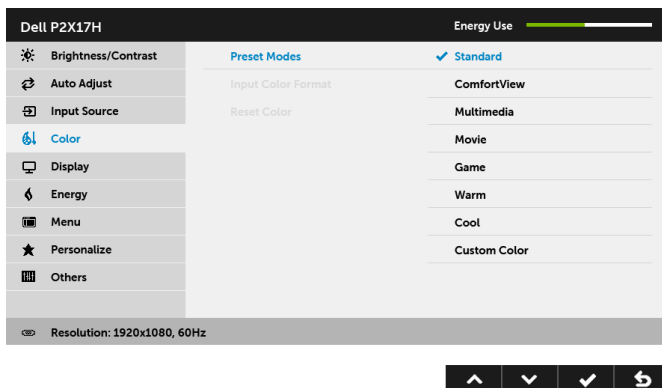 Dell P2X17H Energy Use
Brightness/Contrast Preset Modes Standard
Auto Adjust Input Color Format ComfortView
Input Source Reset Color Multimedia
Color Movie
Display Game
Energy Warm
Menu Cool
Personalize Custom Color
Others
Resolution: 1920x1080, 60Hz